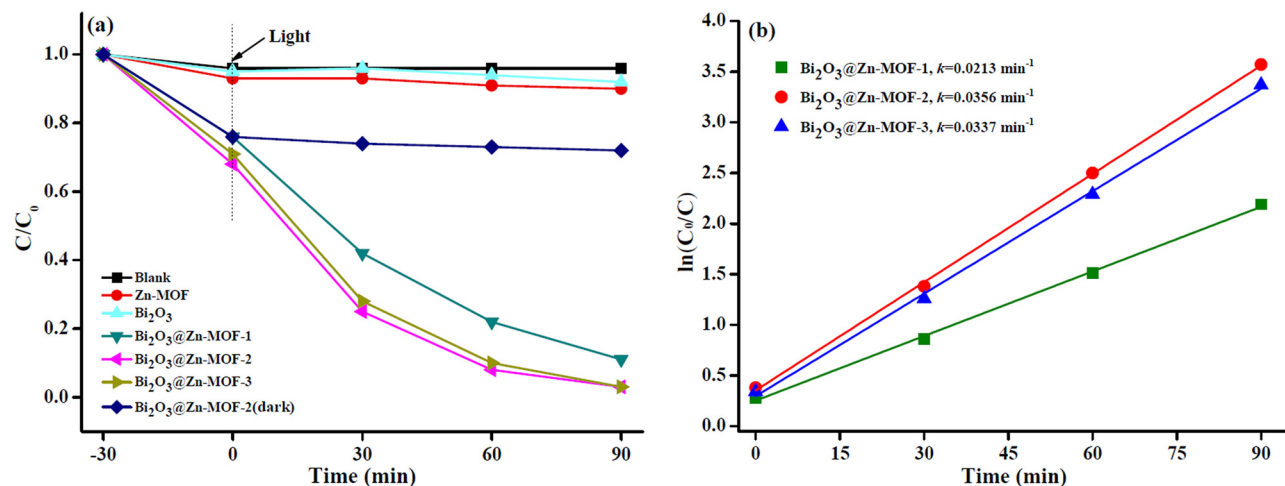 (a)
Light
C/C₀
1.0
0.8
0.6
0.4
0.2
0.0
Blank
Zn-MOF
Bi₂O₃
Bi₂O₃@Zn-MOF-1
Bi₂O₃@Zn-MOF-2
Bi₂O₃@Zn-MOF-3
Bi₂O₃@Zn-MOF-2(dark)
-30 0 30 60 90
Time (min)
(b)
ln(C₀/C)
4.0
3.5
3.0
2.5
2.0
1.5
1.0
0.5
0.0
Bi₂O₃@Zn-MOF-1, k=0.0213 min⁻¹
Bi₂O₃@Zn-MOF-2, k=0.0356 min⁻¹
Bi₂O₃@Zn-MOF-3, k=0.0337 min⁻¹
0 15 30 45 60 75 90
Time (min)